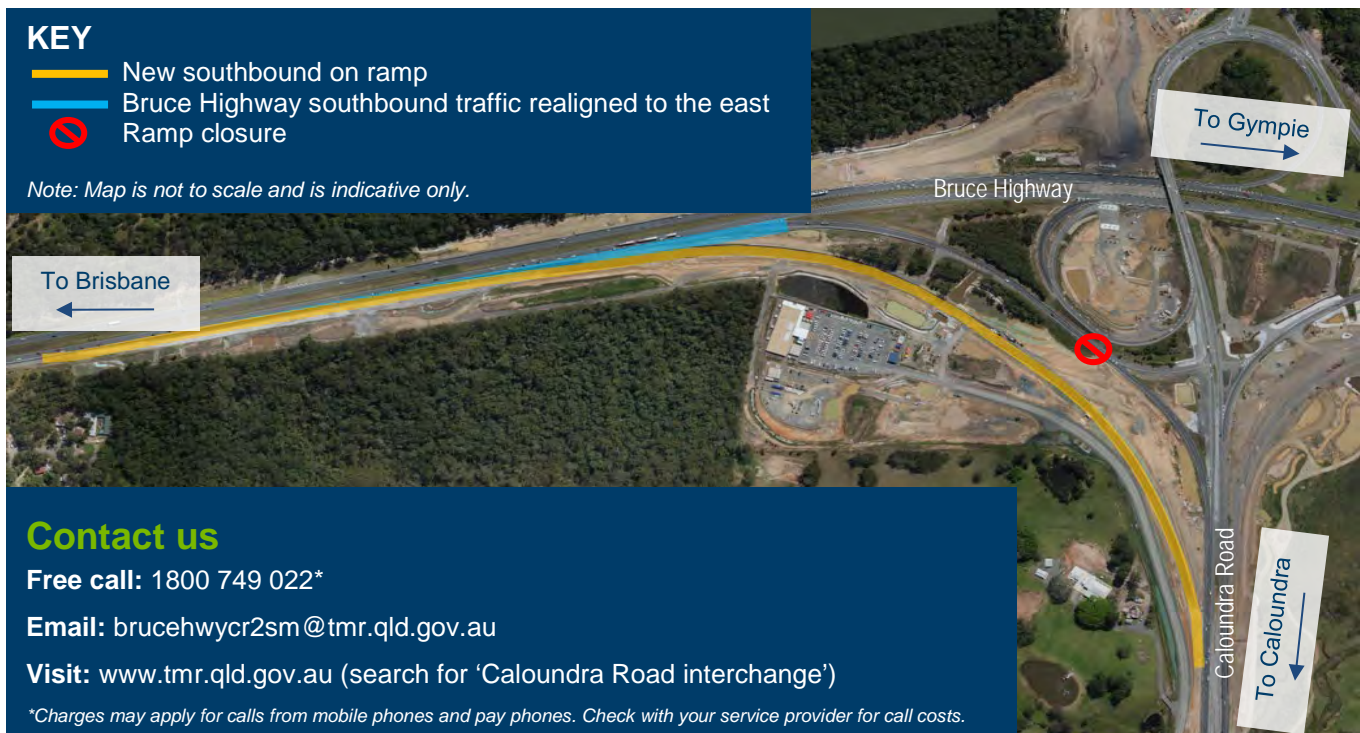 KEY
New southbound on ramp
Bruce Highway southbound traffic realigned to the east
Ramp closure
Note: Map is not to scale and is indicative only.
To Gympie
Bruce Highway
To Brisbane
Caloundra Road
To Caloundra
Contact us
Free call: 1800 749 022*
Email: brucehwycr2sm@tmr.qld.gov.au
Visit: www.tmr.qld.gov.au (search for ‘Caloundra Road interchange’)
*Charges may apply for calls from mobile phones and pay phones. Check with your service provider for call costs.